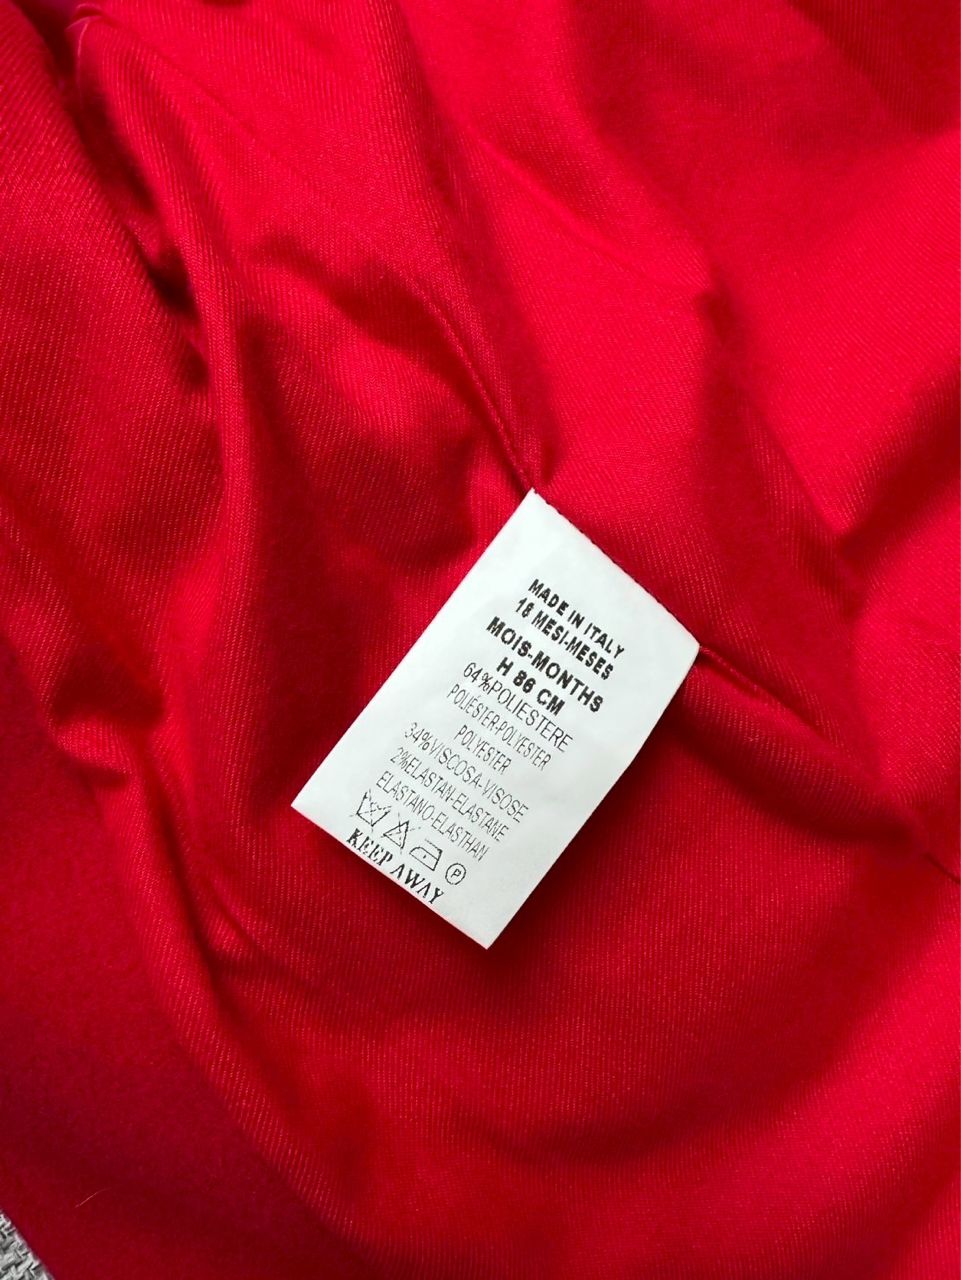 MADE IN ITALY
18 MESI-MESES
MOIS-MONTHS
H 86 CM
64%POLIESTERE
POLIÉSTER-POLYESTER
POLYESTER
34%VISCOSA-VISOSE
2%ELASTAN-ELASTANE
ELASTANO-ELASTHAN
P
KEEP AWAY